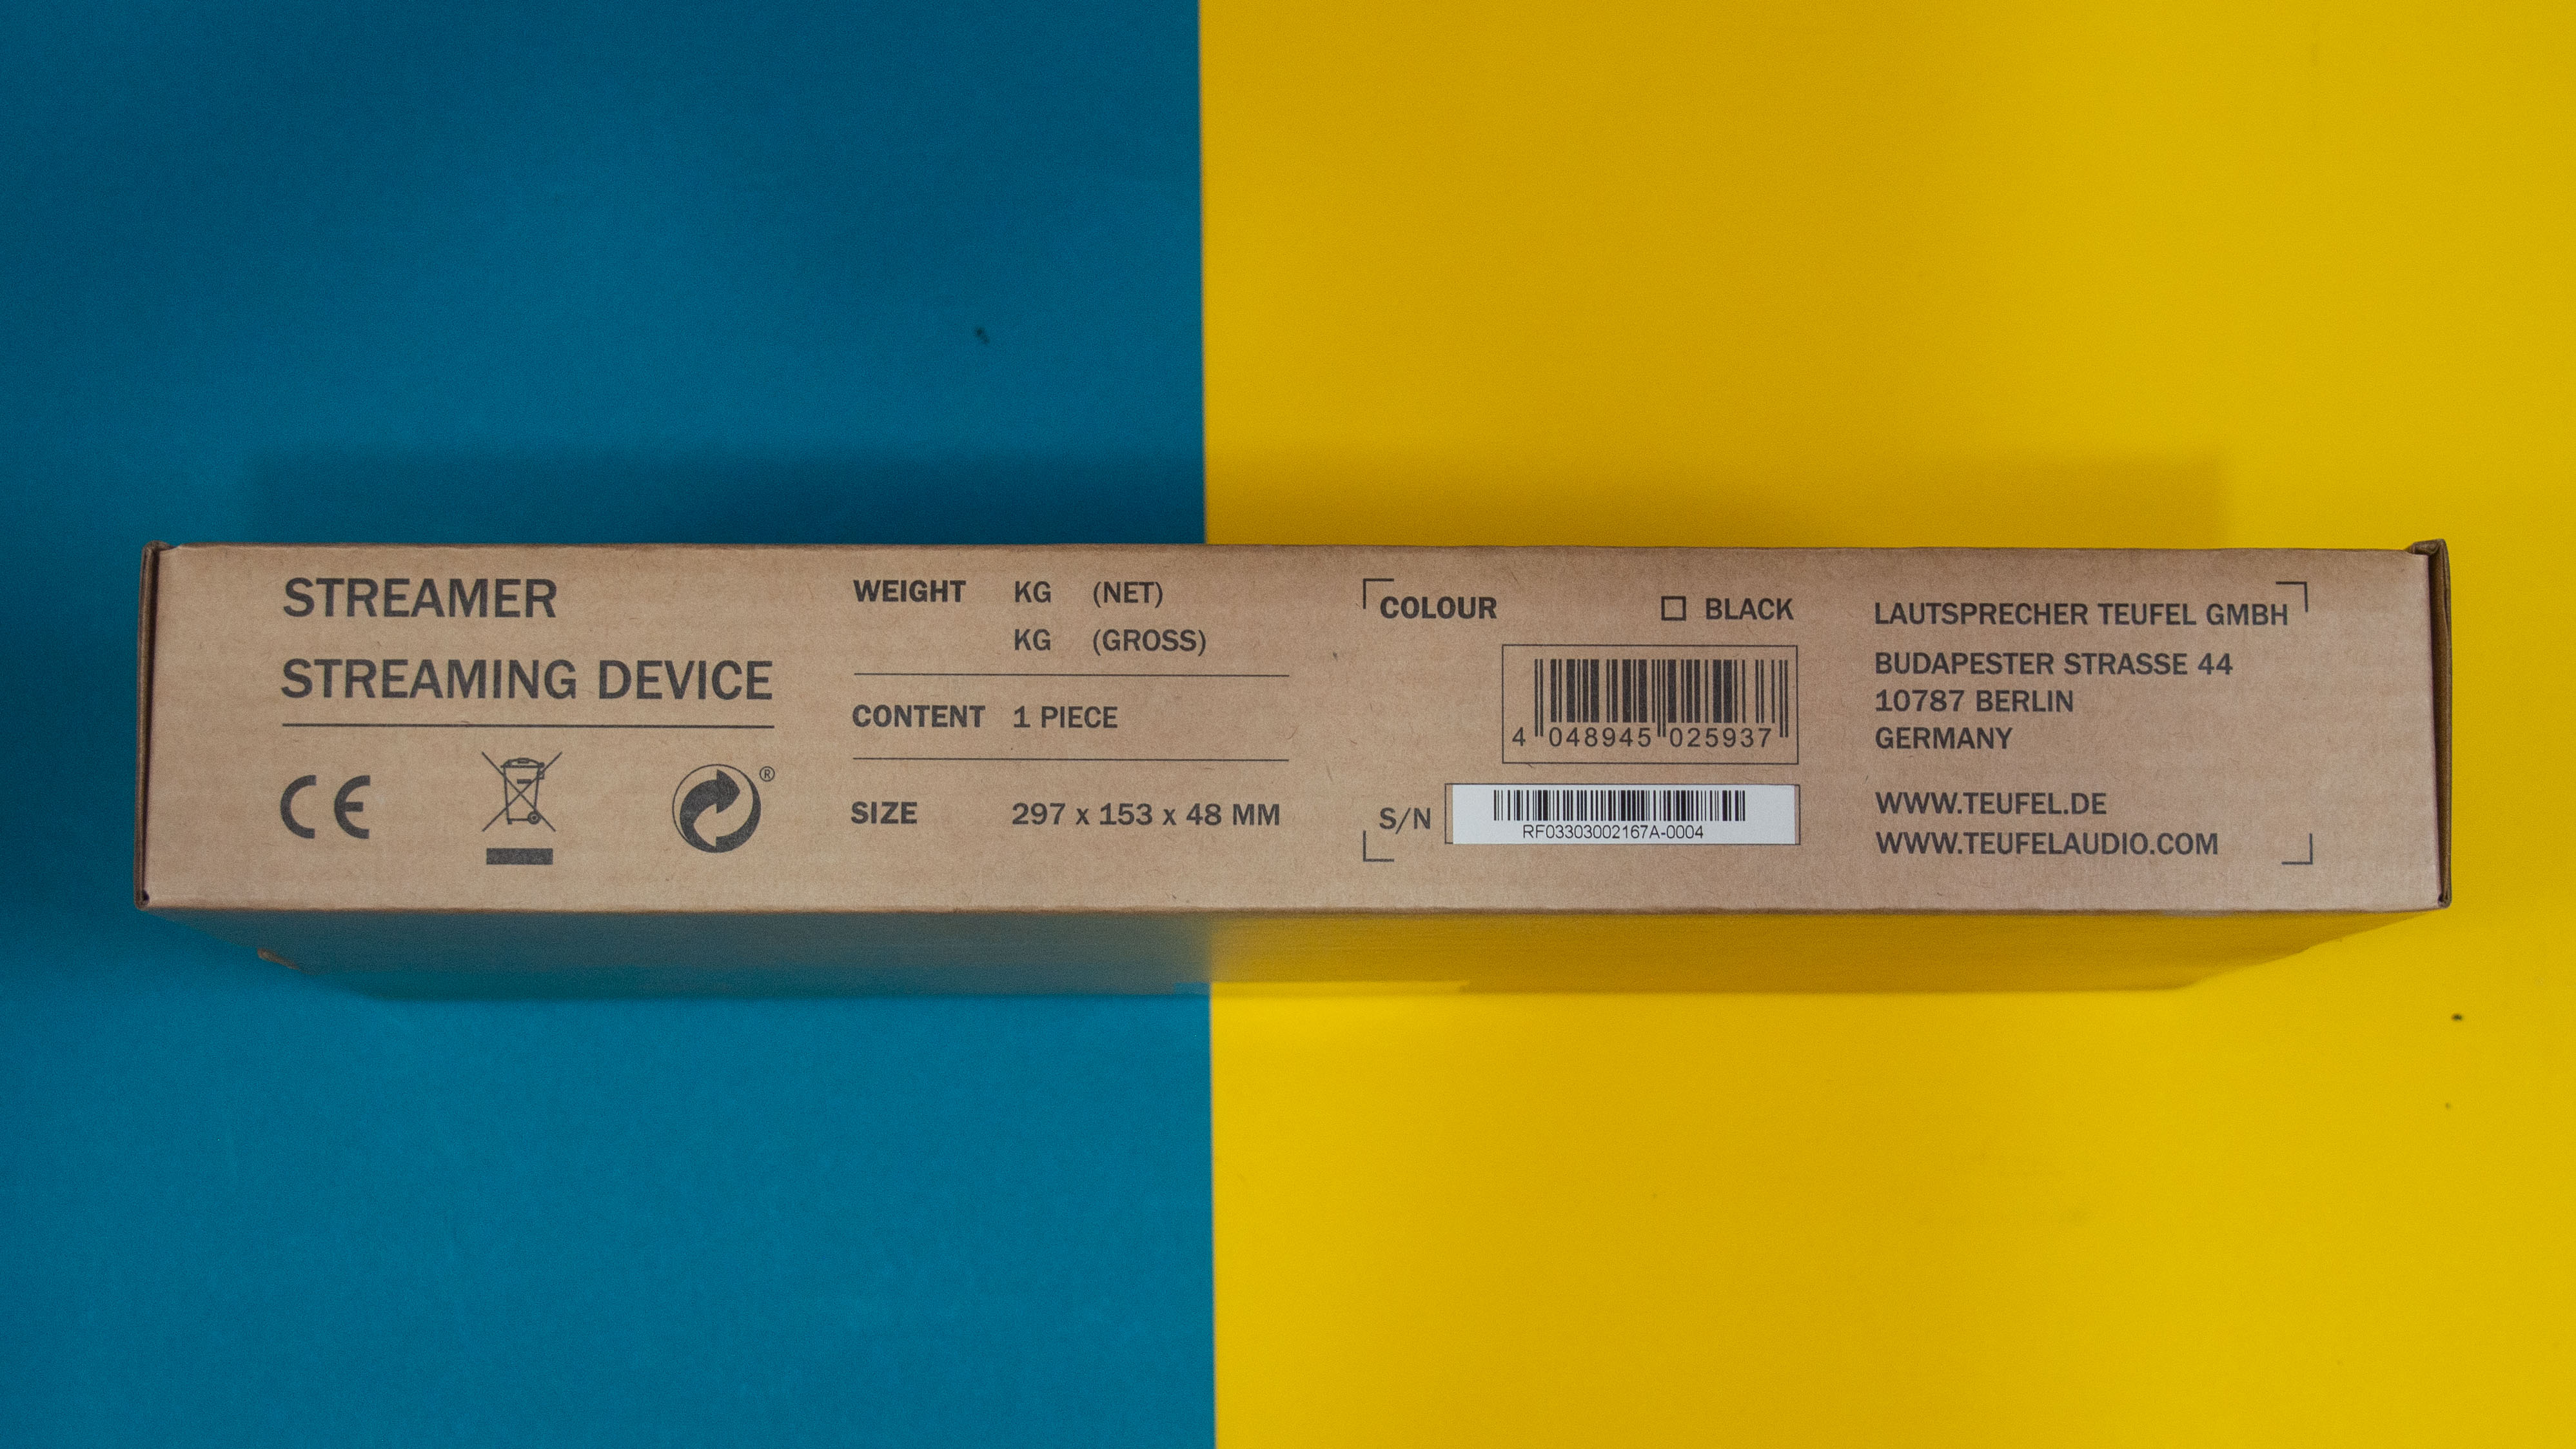 STREAMER
STREAMING DEVICE
CE
®
WEIGHT KG (NET)
KG (GROSS)
CONTENT 1 PIECE
SIZE 297 x 153 x 48 MM
COLOUR BLACK
4 048945 025937
S/N
RF03303002167A-0004
LAUTSPRECHER TEUFEL GMBH
BUDAPESTER STRASSE 44
10787 BERLIN
GERMANY
WWW.TEUFEL.DE
WWW.TEUFELAUDIO.COM